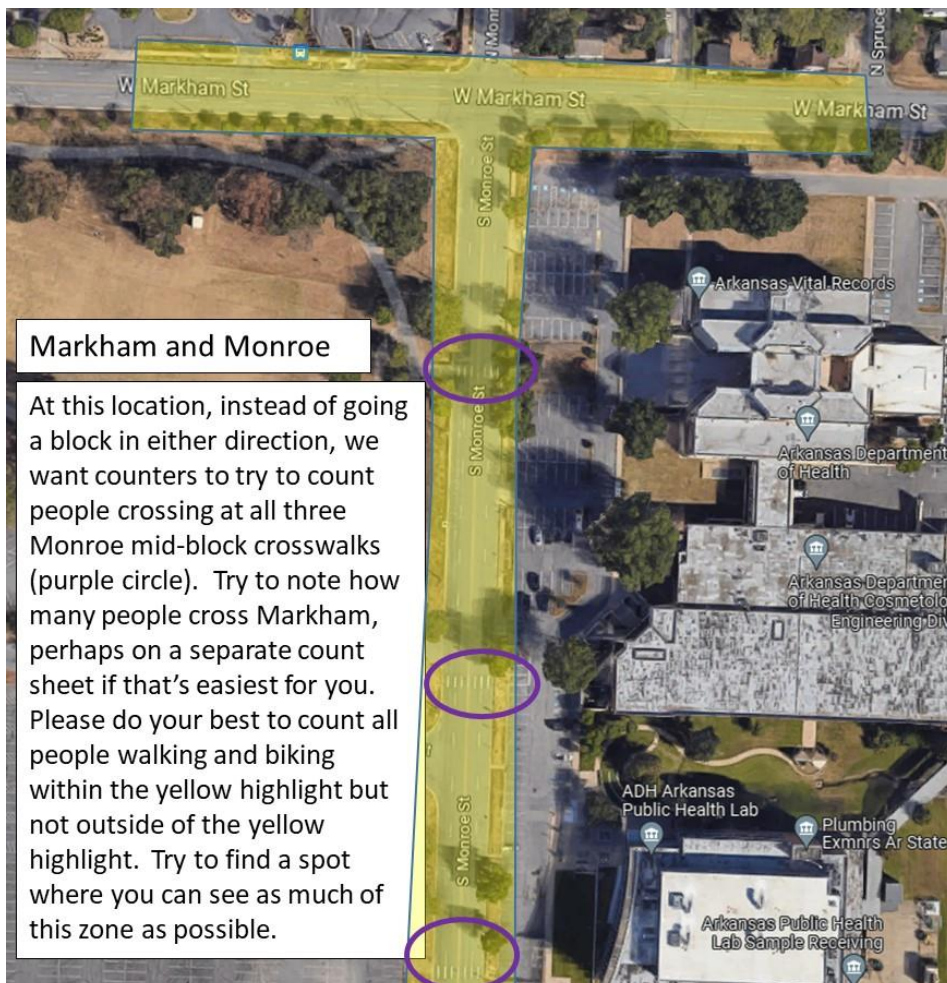 N Monr
N Spruce
W Markham St
W Markham St
W Markham St
S Monroe St
Arkansas Vital Records
Markham and Monroe
S Monroe St
At this location, instead of going
a block in either direction, we
want counters to try to count
people crossing at all three
Monroe mid-block crosswalks
(purple circle).  Try to note how
many people cross Markham,
perhaps on a separate count
sheet if that's easiest for you.
Please do your best to count all
people walking and biking
within the yellow highlight but
not outside of the yellow
highlight.  Try to find a spot
where you can see as much of
this zone as possible.
Arkansas Department
of Health
Arkansas Departme
of Health Cosmetolo
Engineering Div
ADH Arkansas
Public Health Lab
Plumbing
Exmnrs Ar State
S Monroe St
Arkansas Public Health
Lab Sample Receiving